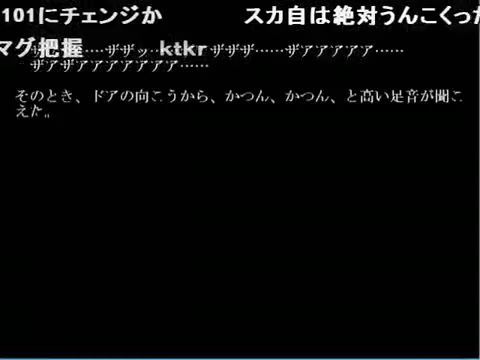 101にチェンジか
スカ自は絶対うんこくった
マグ把握
ktkr
……ザザッ…
ザザザ……ザアアアアア……
ザアザアアアアアアアア……
そのとき、ドアの向こうから、かつん、かつん、と高い足音が聞こ
えた。